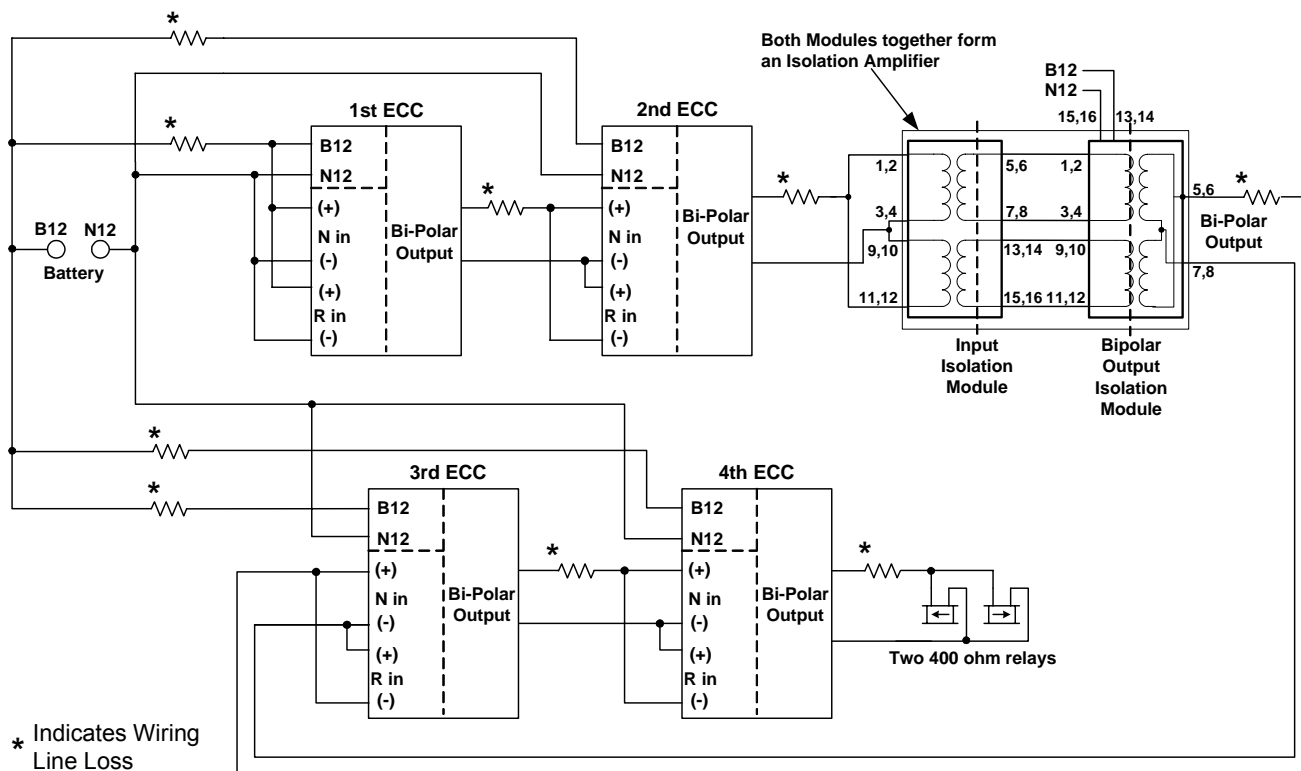 *
Both Modules together form
an Isolation Amplifier
B12
N12
15,16
13,14
1st ECC
2nd ECC
*
B12
N12
(+)
N in
(-)
(+)
R in
(-)
Bi-Polar
Output
*
B12
N12
(+)
N in
(-)
(+)
R in
(-)
Bi-Polar
Output
*
1,2
3,4
9,10
11,12
5,6
7,8
13,14
15,16
1,2
3,4
9,10
11,12
5,6
*
Bi-Polar
Output
7,8
B12
N12
Battery
Input
Isolation
Module
Bipolar
Output
Isolation
Module
*
*
3rd ECC
4th ECC
B12
N12
(+)
N in
(-)
(+)
R in
(-)
Bi-Polar
Output
*
B12
N12
(+)
N in
(-)
(+)
R in
(-)
Bi-Polar
Output
*
Two 400 ohm relays
* Indicates Wiring
Line Loss